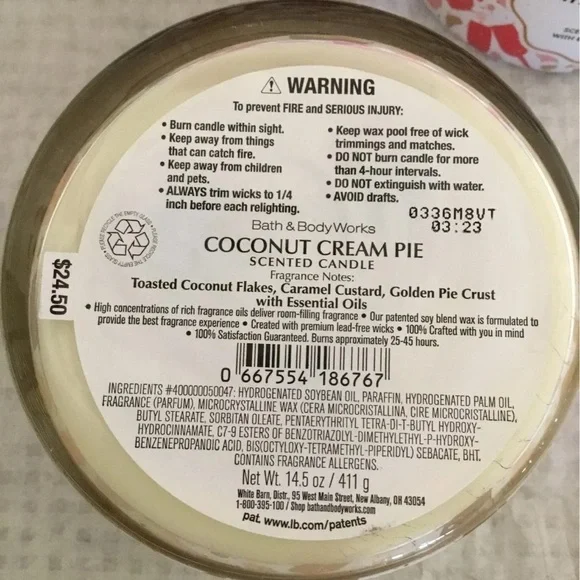 WARNING
To prevent FIRE and SERIOUS INJURY:
• Burn candle within sight.
• Keep away from things
that can catch fire.
• Keep away from children
and pets.
• ALWAYS trim wicks to 1/4
inch before each relighting.
• Keep wax pool free of wick
trimmings and matches.
• DO NOT burn candle for more
than 4-hour intervals.
• DO NOT extinguish with water.
• AVOID drafts.
0336M8VT
03:23
Bath & Body Works
COCONUT CREAM PIE
SCENTED CANDLE
Fragrance Notes:
Toasted Coconut Flakes, Caramel Custard, Golden Pie Crust
with Essential Oils
• High concentrations of rich fragrance oils deliver room-filling fragrance • Our patented soy blend wax is formulated to
provide the best fragrance experience • Created with premium lead-free wicks • 100% Crafted with you in mind
• 100% Satisfaction Guaranteed. Burns approximately 25-45 hours.
$24.50
0 667554 186767
INGREDIENTS #400000050047: HYDROGENATED SOYBEAN OIL, PARAFFIN, HYDROGENATED PALM OIL,
FRAGRANCE (PARFUM), MICROCRYSTALLINE WAX (CERA MICROCRISTALLINA, CIRE MICROCRISTALLINE),
BUTYL STEARATE, SORBITAN OLEATE, PENTAERYTHRITYL TETRA-DI-T-BUTYL HYDROXY-
HYDROCINNAMATE, C7-9 ESTERS OF BENZOTRIAZOLYL-DIMETHYLETHYL-P-HYDROXY-
BENZENEPROPANOIC ACID, BIS(OCTYLOXY-TETRAMETHYL-PIPERIDYL) SEBACATE, BHT.
CONTAINS FRAGRANCE ALLERGENS.
Net Wt. 14.5 oz / 411 g
White Barn, Distr., 95 West Main Street, New Albany, OH 43054
1-800-395-100 / Shop bathandbodyworks.com
pat. www.lb.com/patents
PLEASE RECYCLE THE EMPTY GLASS •